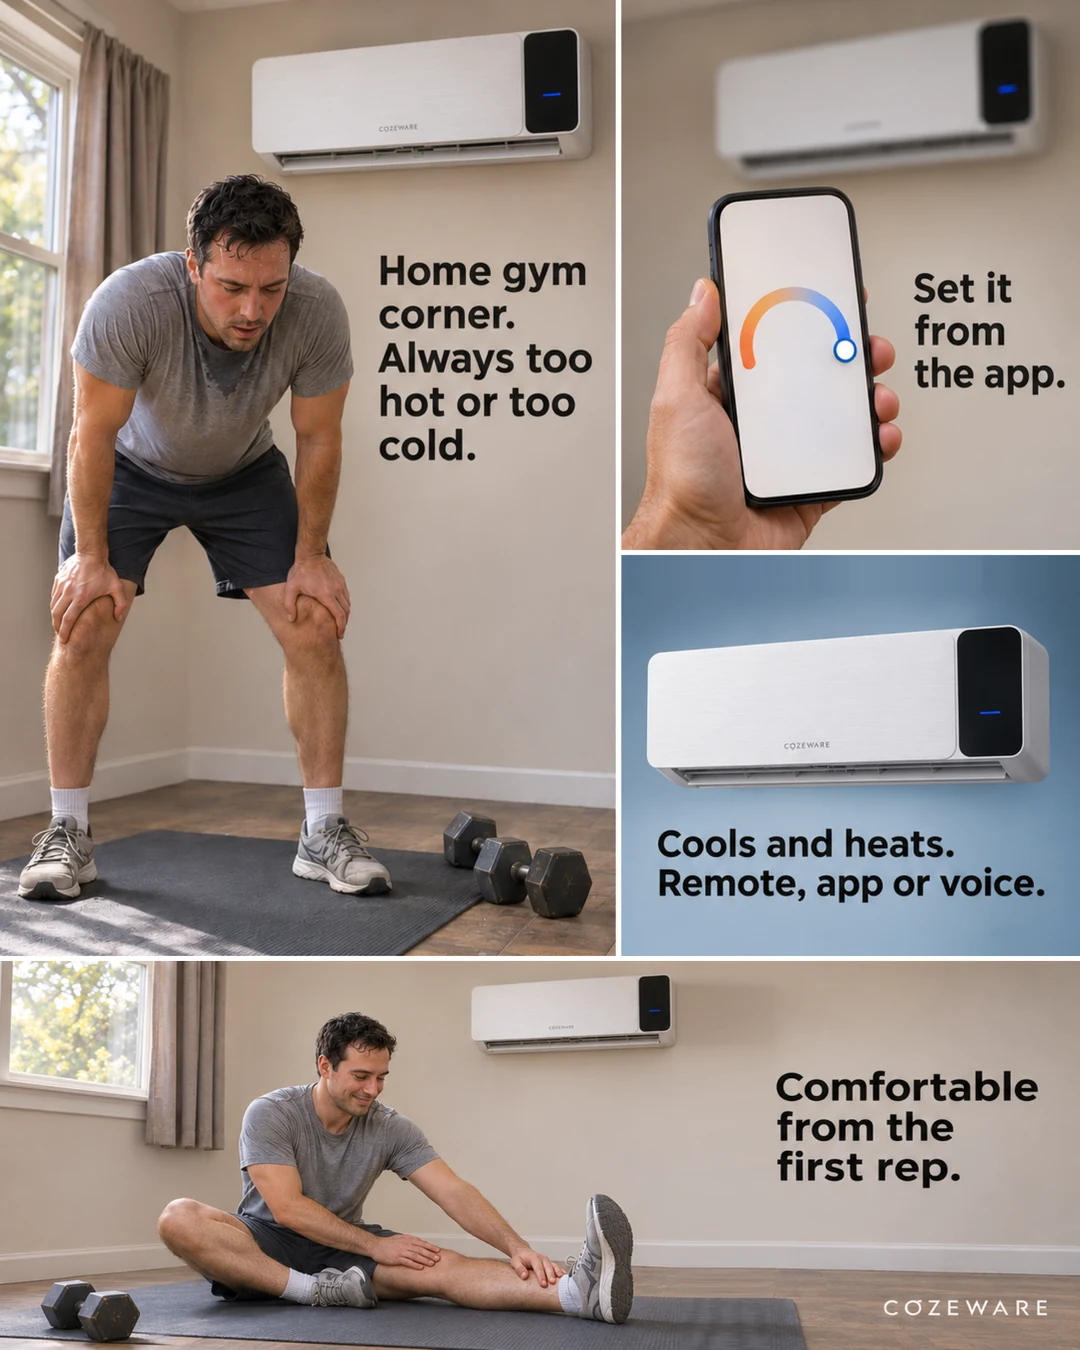 COZEWARE
Home gym
corner.
Always too
hot or too
cold.
Set it
from
the app.
COZEWARE
Cools and heats.
Remote, app or voice.
COZEWARE
Comfortable
from the
first rep.
COZEWARE